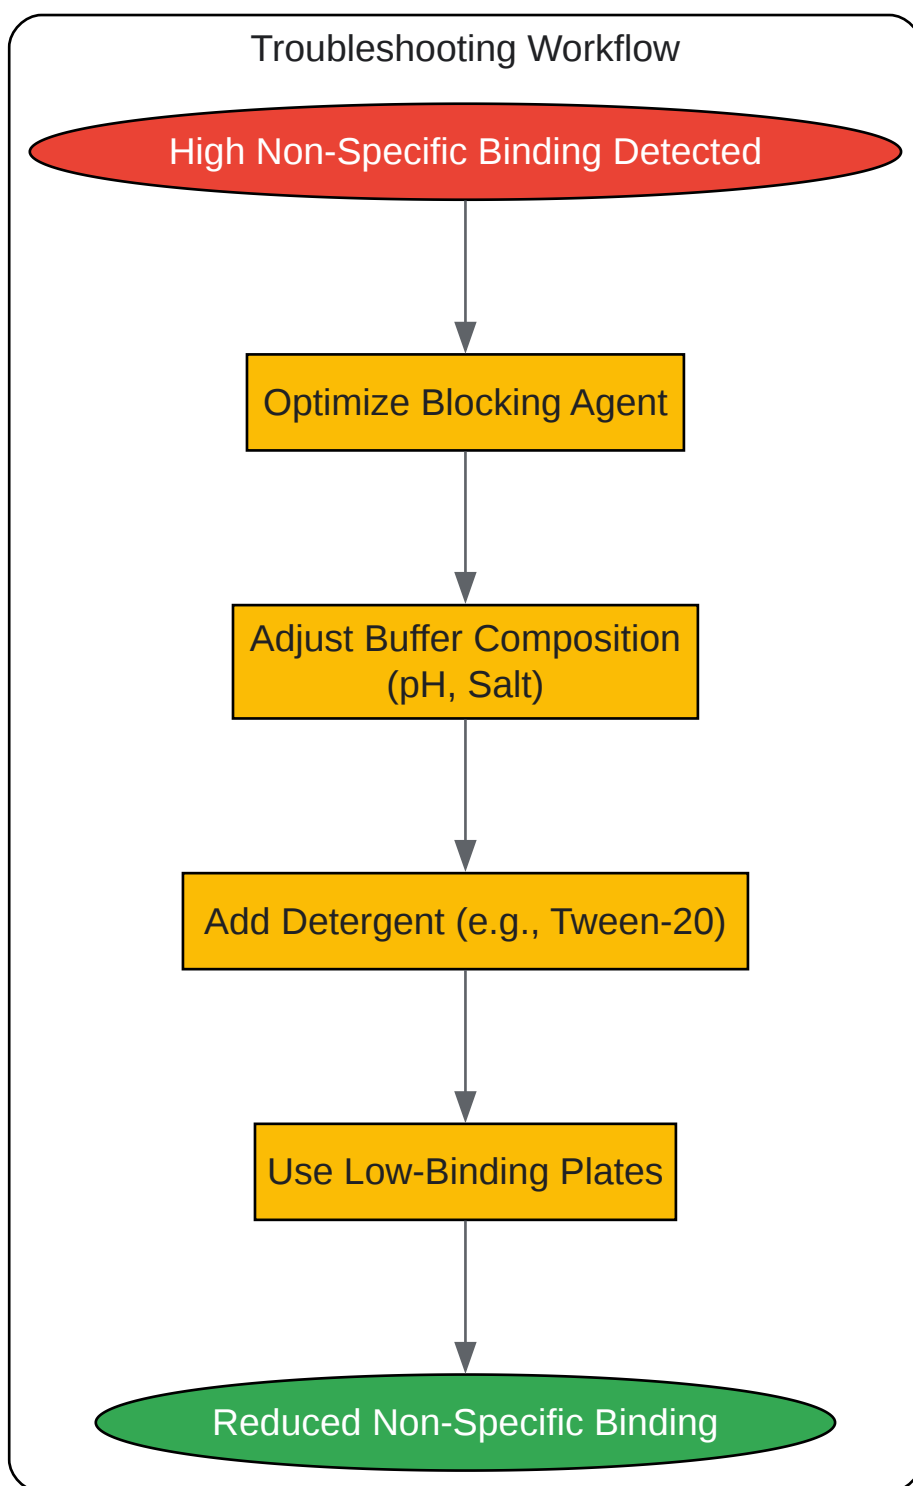 Troubleshooting Workflow
High Non-Specific Binding Detected
Optimize Blocking Agent
Adjust Buffer Composition
(pH, Salt)
Add Detergent (e.g., Tween-20)
Use Low-Binding Plates
Reduced Non-Specific Binding